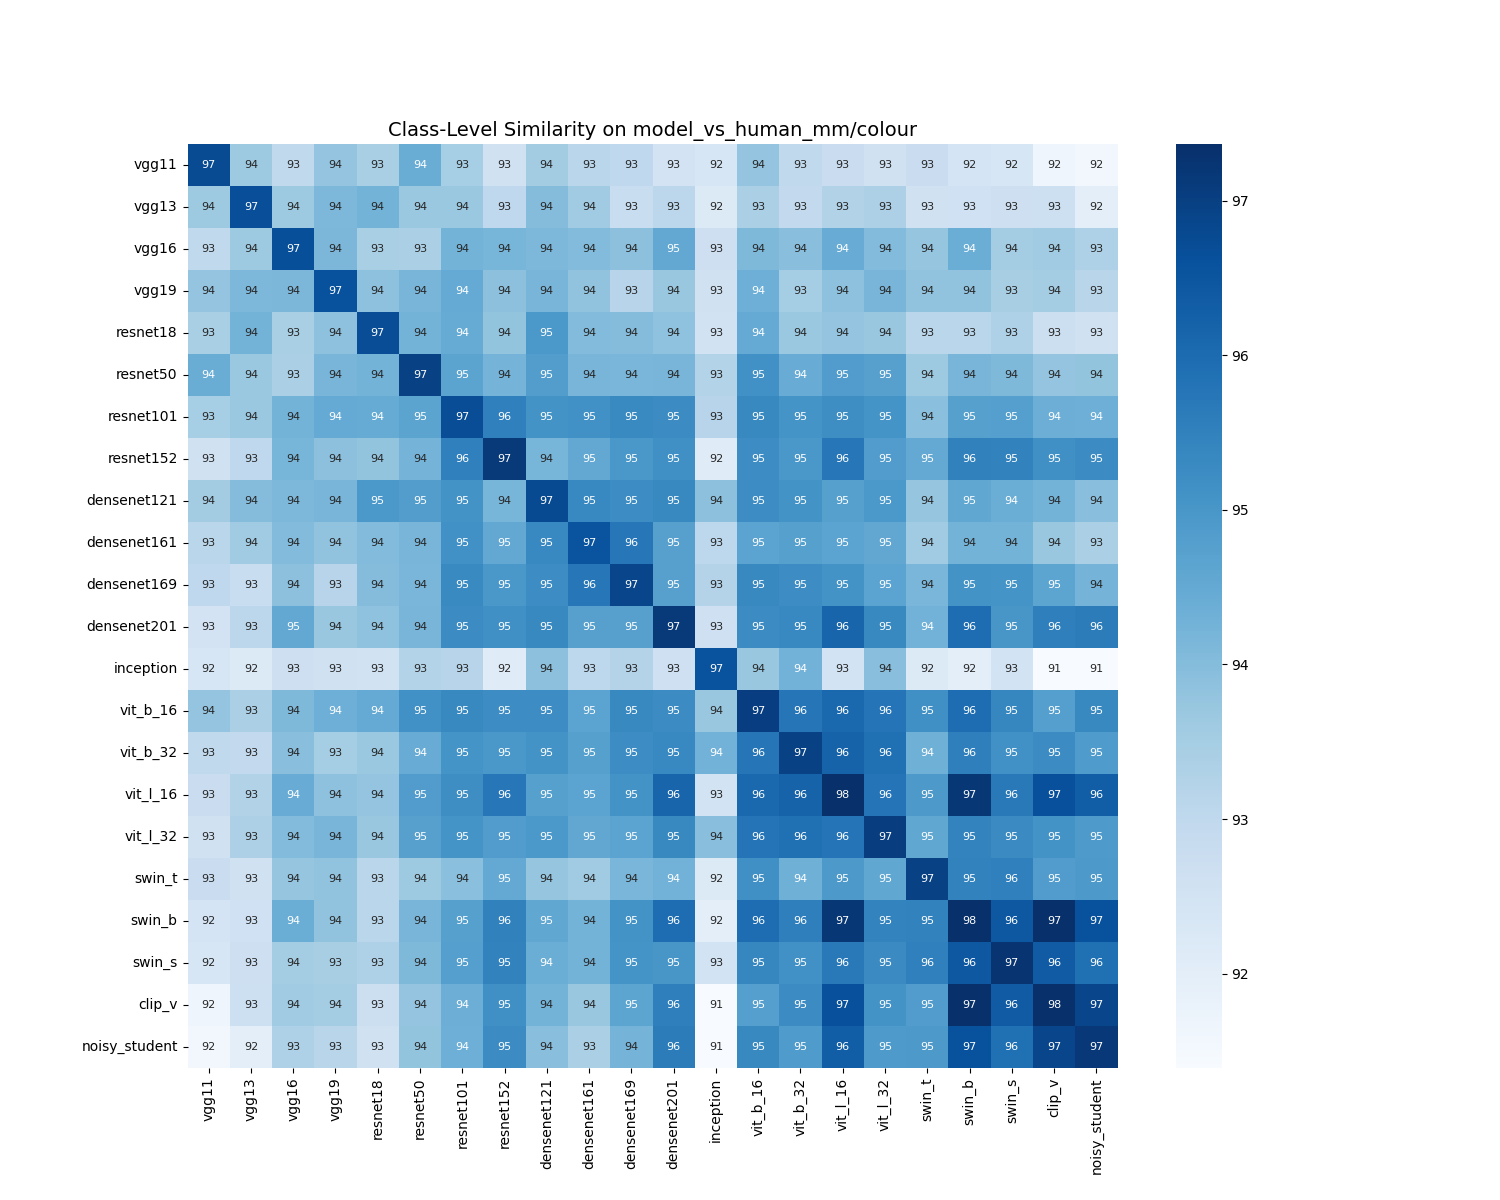 Class-Level Similarity on model_vs_human_mm/colour
vgg11 97 94 93 94 93 94 93 93 94 93 93 93 92 94 93 93 93 93 92 92 92 92
vgg13 94 97 94 94 94 94 94 93 94 94 93 93 92 93 93 93 93 93 93 93 93 92
vgg16 93 94 97 94 93 93 94 94 94 94 94 95 93 94 94 94 94 94 94 94 94 93
vgg19 94 94 94 97 94 94 94 94 94 94 93 94 93 94 93 94 94 94 94 93 94 93
resnet18 93 94 93 94 97 94 94 94 95 94 94 94 93 94 94 94 94 93 93 93 93 93
resnet50 94 94 93 94 94 97 95 94 95 94 94 94 93 95 94 95 95 94 94 94 94 94
resnet101 93 94 94 94 94 95 97 96 95 95 95 95 93 95 95 95 95 94 95 95 94 94
resnet152 93 93 94 94 94 94 96 97 94 95 95 95 92 95 95 96 95 95 96 95 95 95
densenet121 94 94 94 94 95 95 95 94 97 95 95 95 94 95 95 95 95 94 95 94 94 94
densenet161 93 94 94 94 94 94 95 95 95 97 96 95 93 95 95 95 95 94 94 94 94 93
densenet169 93 93 94 93 94 94 95 95 95 96 97 95 93 95 95 95 95 94 95 95 95 94
densenet201 93 93 95 94 94 94 95 95 95 95 95 97 93 95 95 96 95 94 96 95 96 96
inception 92 92 93 93 93 93 93 92 94 93 93 93 97 94 94 93 94 92 92 93 91 91
vit_b_16 94 93 94 94 94 95 95 95 95 95 95 95 94 97 96 96 96 95 96 95 95 95
vit_b_32 93 93 94 93 94 94 95 95 95 95 95 95 94 96 97 96 96 94 96 95 95 95
vit_l_16 93 93 94 94 94 95 95 96 95 95 95 96 93 96 96 98 96 95 97 96 97 96
vit_l_32 93 93 94 94 94 95 95 95 95 95 95 95 94 96 96 96 97 95 95 95 95 95
swin_t 93 93 94 94 93 94 94 95 94 94 94 94 92 95 94 95 95 97 95 96 95 95
swin_b 92 93 94 94 93 94 95 96 95 94 95 96 92 96 96 97 95 95 98 96 97 97
swin_s 92 93 94 93 93 94 95 95 94 94 95 95 93 95 95 96 95 96 96 97 96 96
clip_v 92 93 94 94 93 94 94 95 94 94 95 96 91 95 95 97 95 95 97 96 98 97
noisy_student 92 92 93 93 93 94 94 95 94 93 94 96 91 95 95 96 95 95 97 96 97 97
vgg11 vgg13 vgg16 vgg19 resnet18 resnet50 resnet101 resnet152 densenet121 densenet161 densenet169 densenet201 inception vit_b_16 vit_b_32 vit_l_16 vit_l_32 swin_t swin_b swin_s clip_v noisy_student
97
96
95
94
93
92